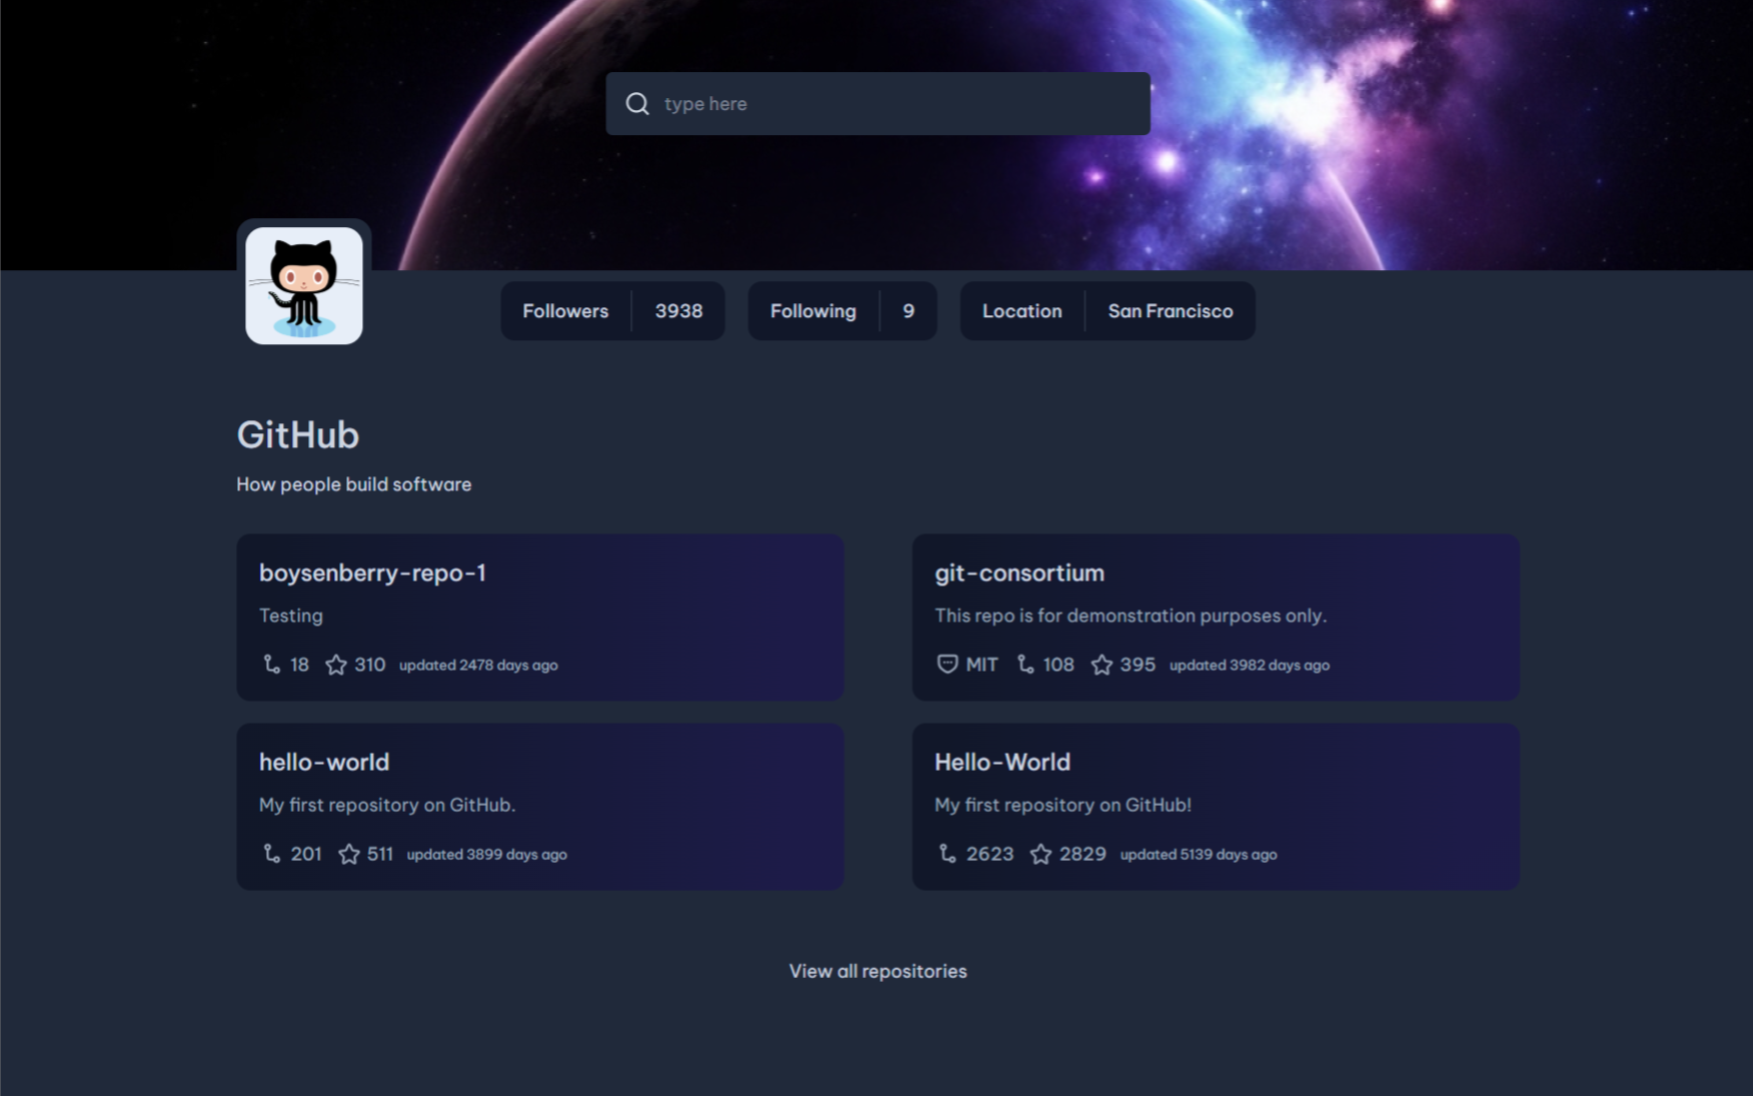 type here
Followers 3938 Following 9 Location San Francisco
GitHub
How people build software
boysenberry-repo-1
Testing
18 310 updated 2478 days ago
git-consortium
This repo is for demonstration purposes only.
MIT 108 395 updated 3982 days ago
hello-world
My first repository on GitHub.
201 511 updated 3899 days ago
Hello-World
My first repository on GitHub!
2623 2829 updated 5139 days ago
View all repositories